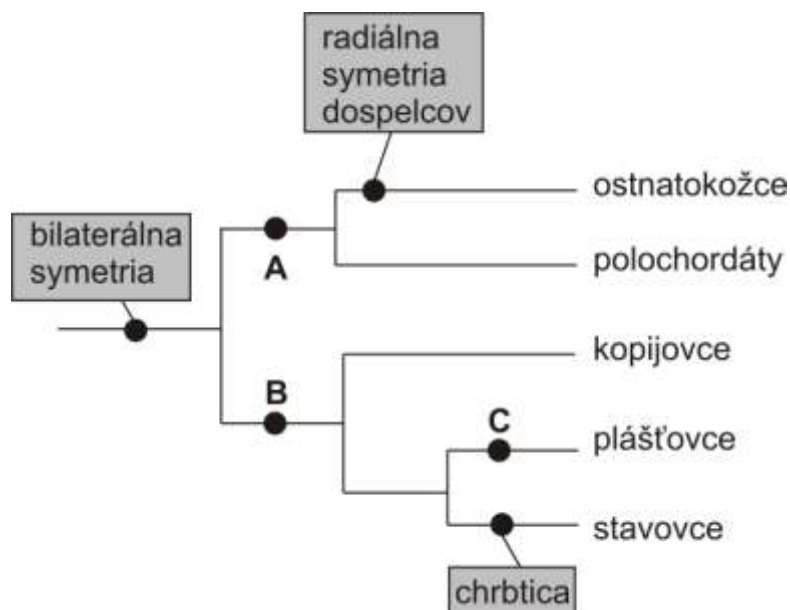 radiálna
symetria
dospelcov
ostnatokožce
bilaterálna
symetria
A
polochordáty
kopijovce
B
C
plášťovce
stavovce
chrbtica